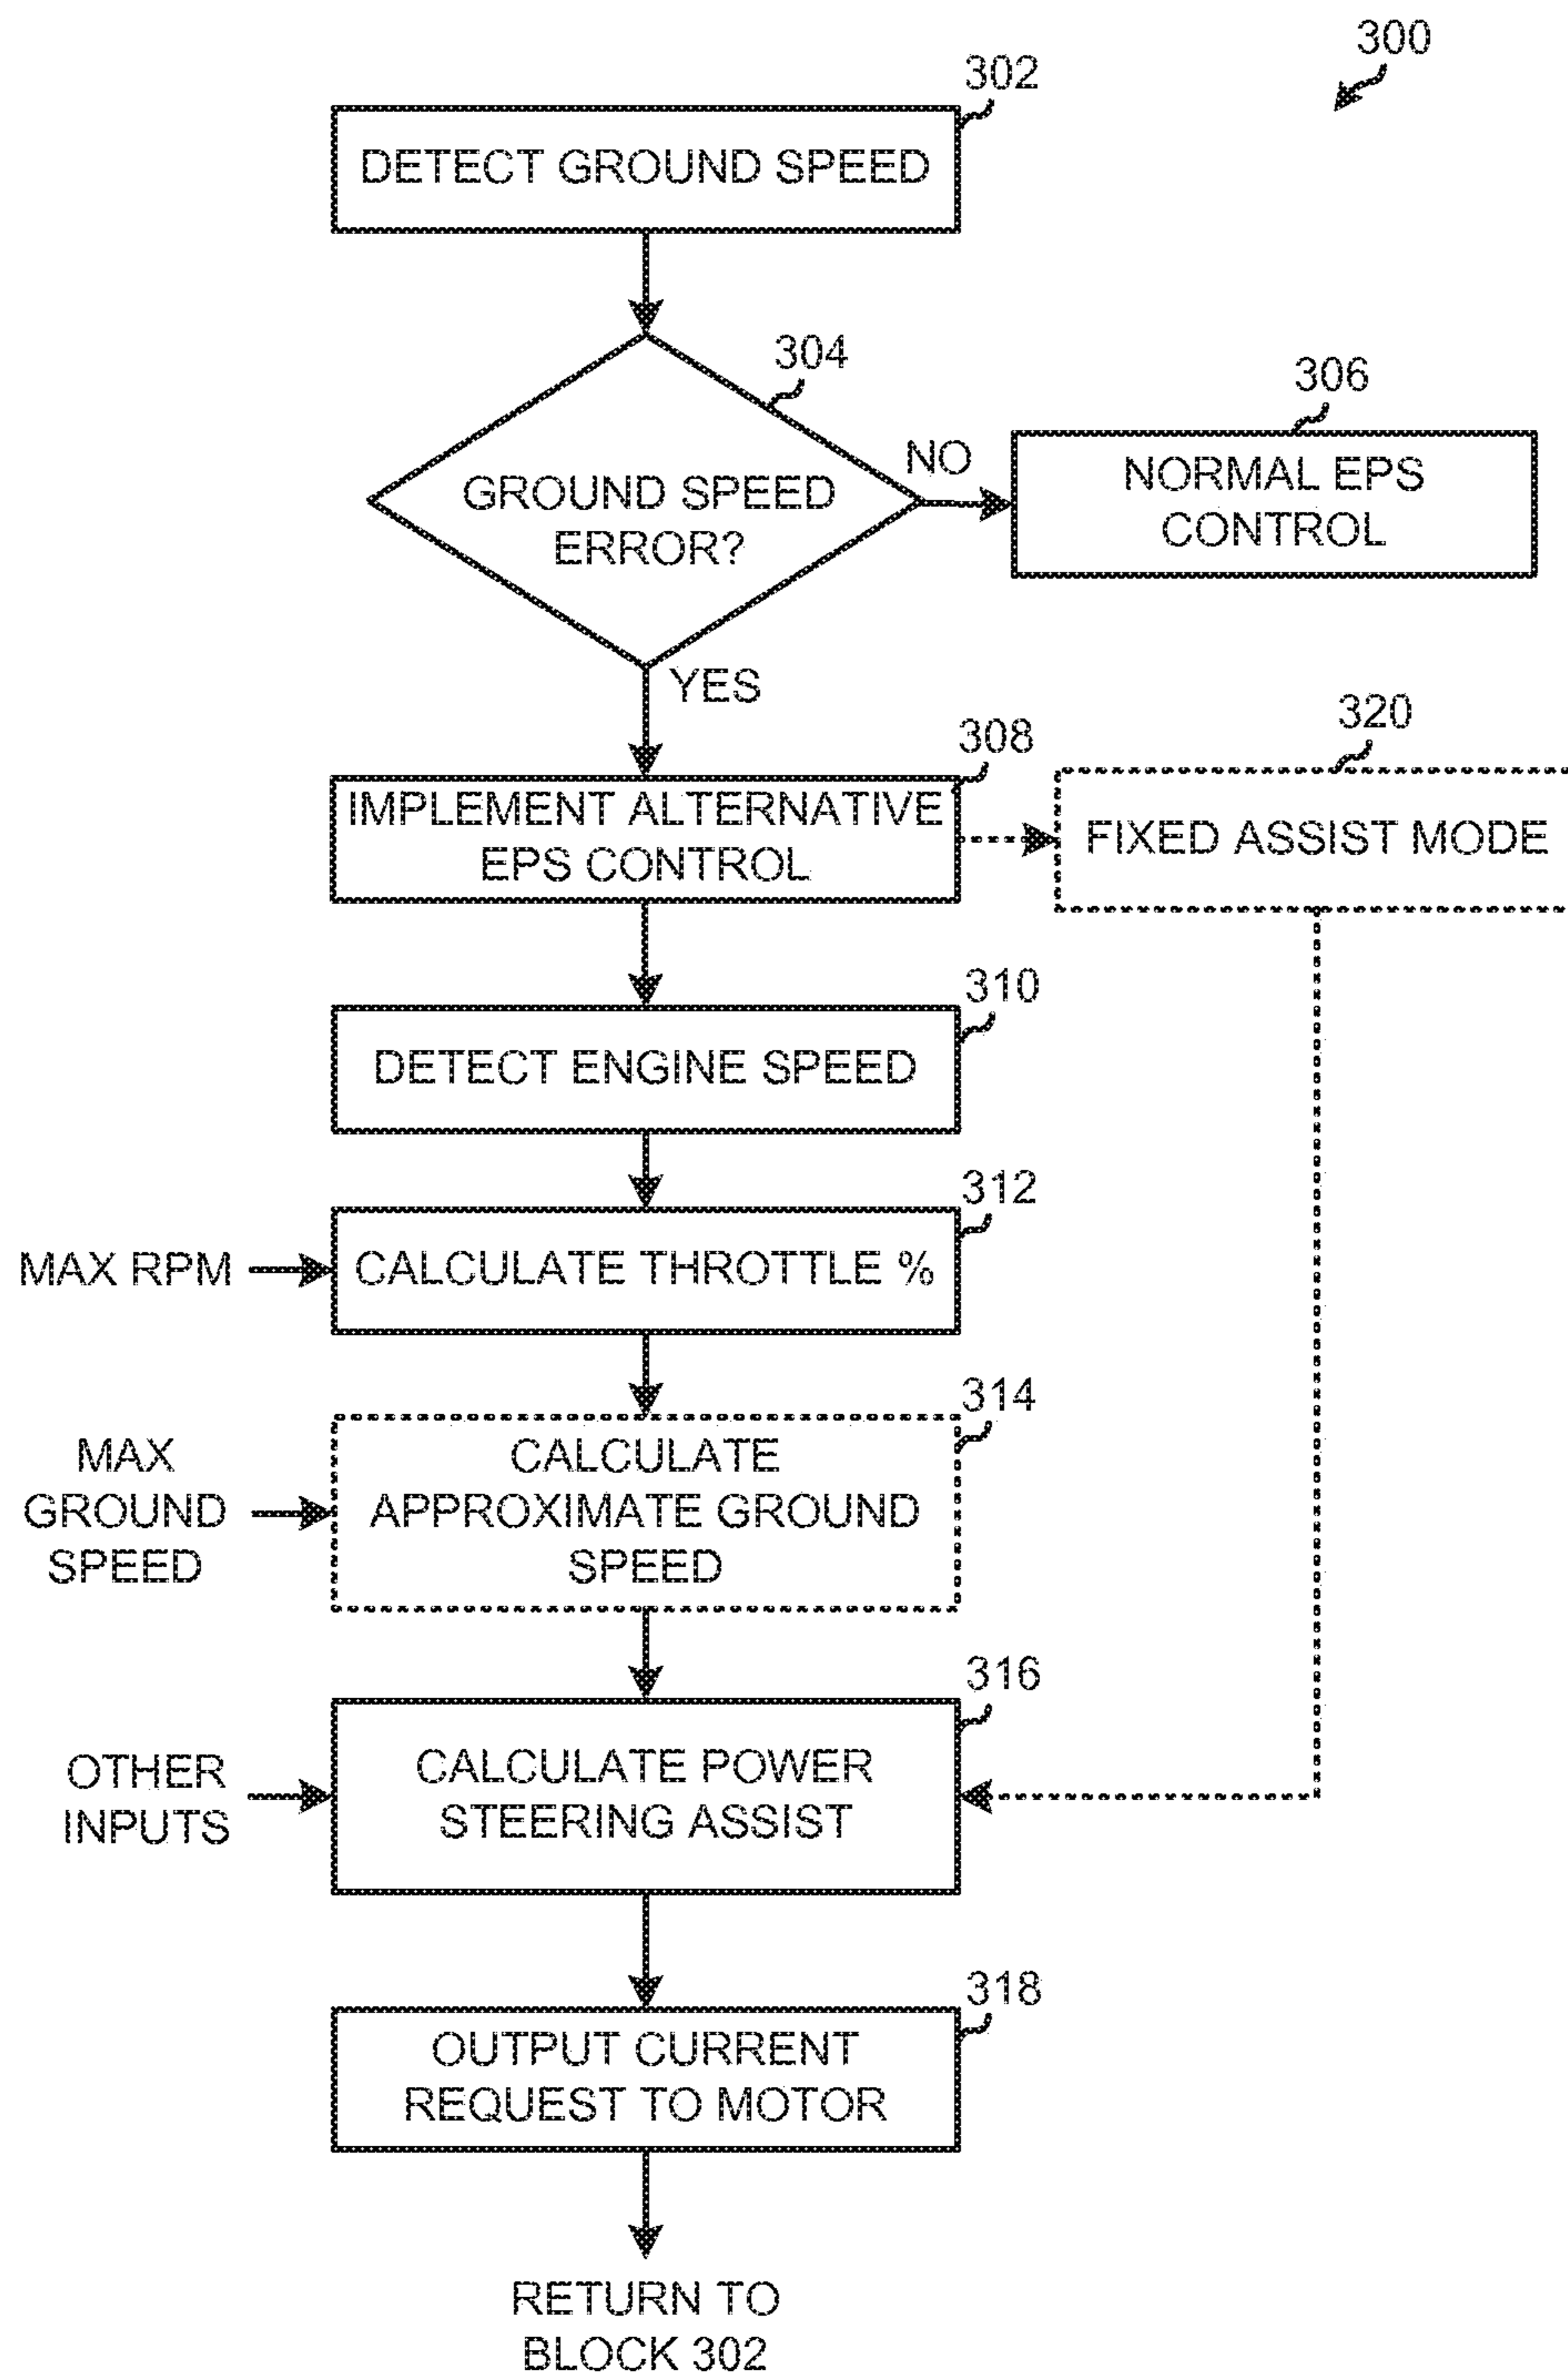 300
302
DETECT GROUND SPEED
304
GROUND SPEED
ERROR?
NO
306
NORMAL EPS
CONTROL
YES
308
IMPLEMENT ALTERNATIVE
EPS CONTROL
320
FIXED ASSIST MODE
310
DETECT ENGINE SPEED
312
MAX RPM
CALCULATE THROTTLE %
314
MAX
GROUND
SPEED
CALCULATE
APPROXIMATE GROUND
SPEED
316
OTHER
INPUTS
CALCULATE POWER
STEERING ASSIST
318
OUTPUT CURRENT
REQUEST TO MOTOR
RETURN TO
BLOCK 302